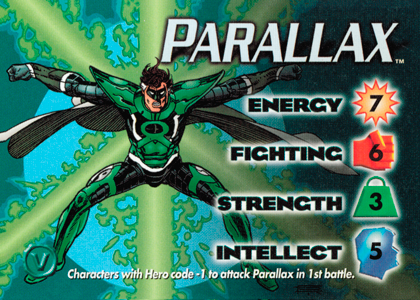 PARALLAX™
ENERGY 7
FIGHTING 6
STRENGTH 3
INTELLECT 5
V
Characters with Hero code -1 to attack Parallax in 1st battle.